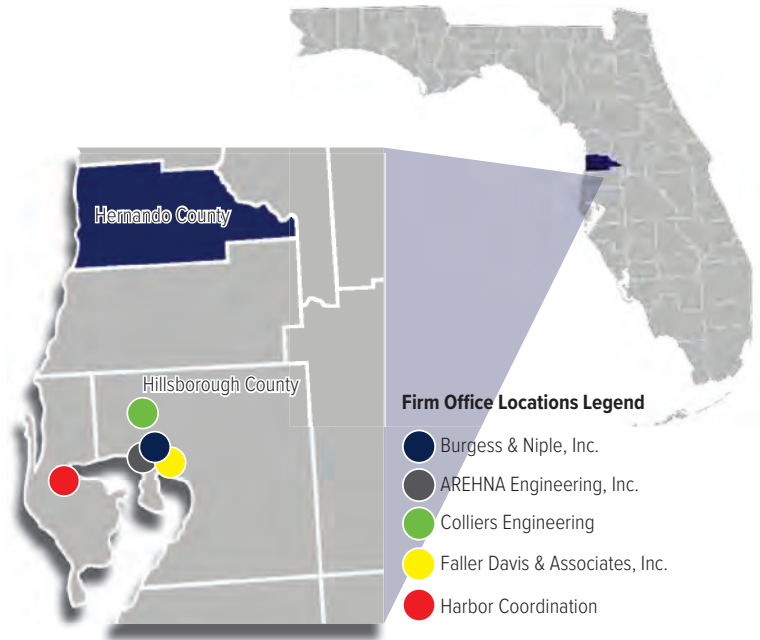 Hernando County
Hillsborough County
Firm Office Locations Legend
Burgess & Niple, Inc.
AREHNA Engineering, Inc.
Colliers Engineering
Faller Davis & Associates, Inc.
Harbor Coordination